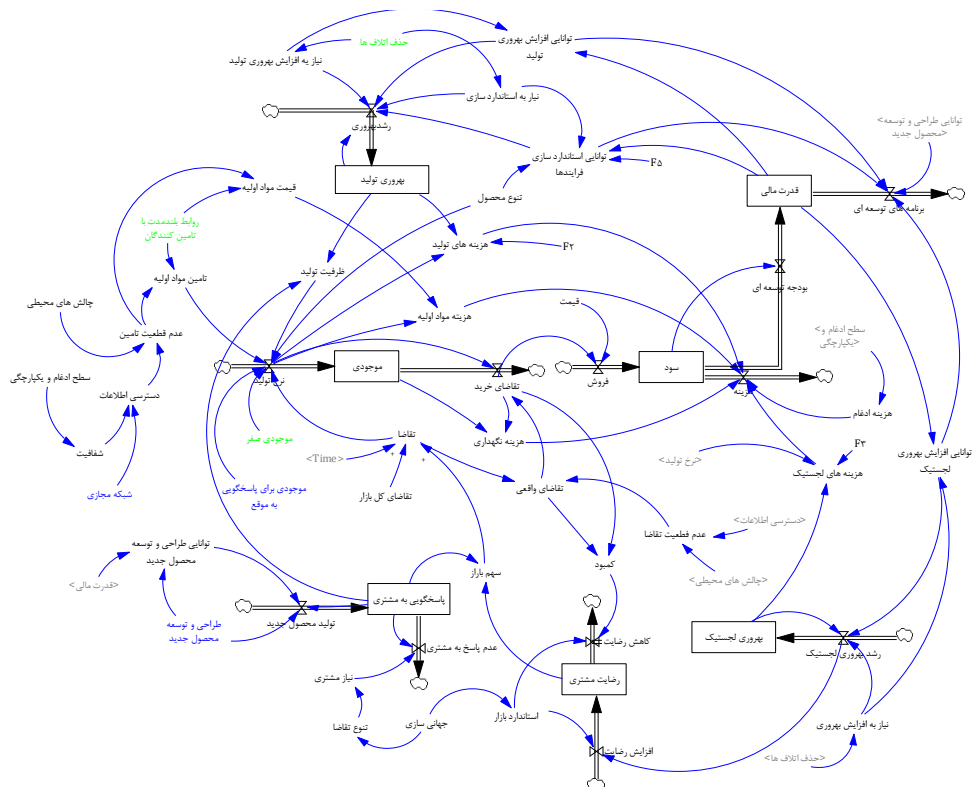 توانایی افزایش بهروری
تولید
حذف اتلاف ها
نیاز به افزایش بهروری تولید
نیاز به استاندارد سازی
رشدبهروری
<توانایی طراحی و توسعه
محصول جدید>
توانایی استاندارد سازی
فرایندها
F۵
بهروری تولید
قدرت مالی
قیمت مواد اولیه
تنوع محصول
برنامه های توسعه ای
روابط بلندمدت با
تامین کنندگان
هزینه های تولید
F۲
ظرفیت تولید
تامین مواد اولیه
بودجه توسعه ای
چالش های محیطی
قیمت
هزینه مواد اولیه
عدم قطعیت تامین
<سطح ادغام و
یکپارچگی>
موجودی
سود
سطح ادغام و یکپارچگی
نرخ تولید
تقاضای خرید
فروش
هزینه
دسترسی اطلاعات
هزینه ادغام
موجودی صفر
تقاضا
هزینه نگهداری
F۳
شفافیت
<Time>
<نرخ تولید>
هزینه های لجستیک
توانایی افزایش بهروری
لجستیک
شبکه مجازی
موجودی برای پاسخگویی
به موقع
تقاضای کل بازار
تقاضای واقعی
<دسترسی اطلاعات>
عدم قطعیت تقاضا
توانایی طراحی و توسعه
محصول جدید
<قدرت مالی>
سهم باراز
کمبود
<چالش های محیطی>
پاسخگویی به مشتری
تولید محصول جدید
طراحی و توسعه
محصول جدید
عدم پاسخ به مشتری
کاهش رضایت
بهروری لجستیک
رشد بهروری لجستیک
نیاز مشتری
رضایت مشتری
استاندارد بازار
جهانی سازی
تنوع تقاضا
نیاز به افزایش بهروری
افزایش رضایت
<حذف اتلاف ها>